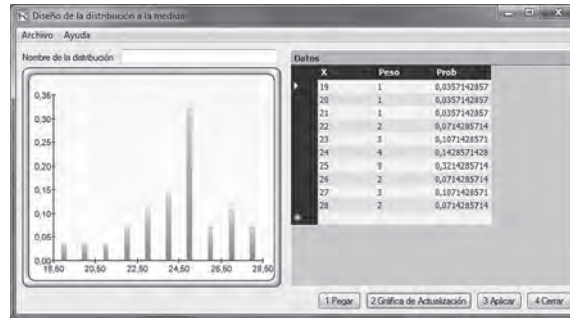 Diseño de la distribución a la medida
Archivo Ayuda
Nombre de la distribución
0,35
0,30
0,25
0,20
0,15
0,10
0,05
0,00
18,50 20,50 22,50 24,50 26,50 28,50
Datos
X Peso Prob
19 1 0,0357142857
20 1 0,0357142857
21 1 0,0357142857
22 2 0,0714285714
23 3 0,1071428571
24 4 0,1428571428
25 9 0,3214285714
26 2 0,0714285714
27 3 0,1071428571
28 2 0,0714285714
1 Pegar 2 Gráfica de Actualización 3 Aplicar 4 Cerrar